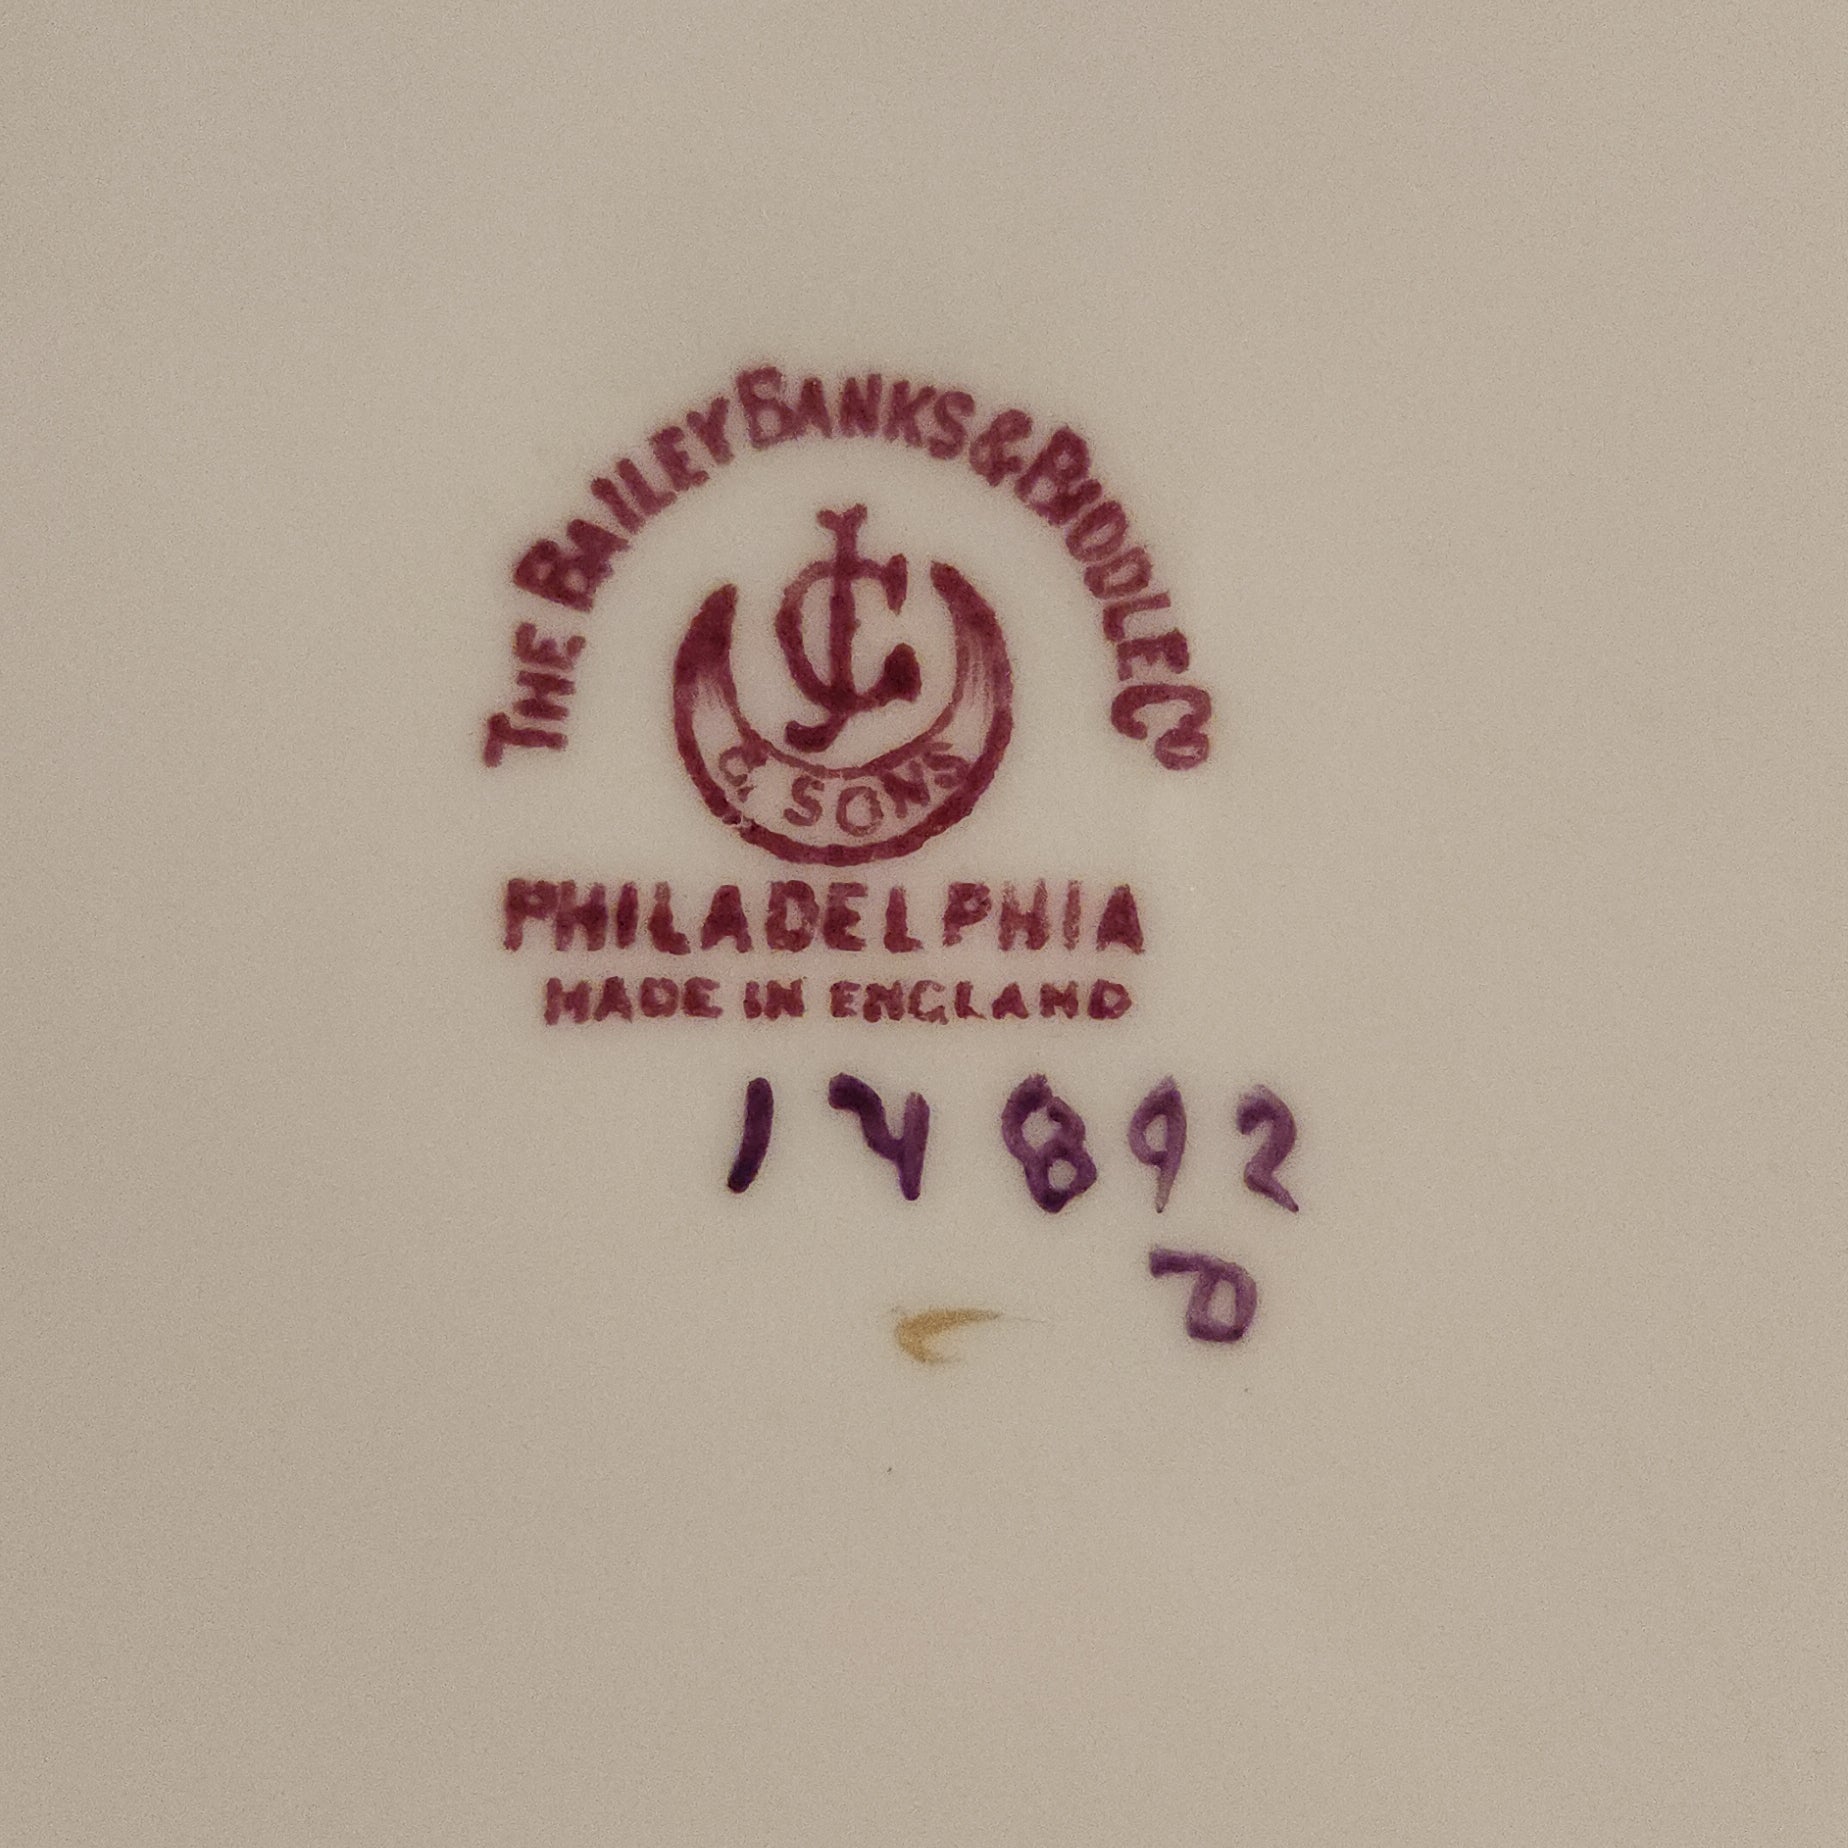 THE BAILEY BANKS & BIDDLE CO
JC
& SONS
PHILADELPHIA
MADE IN ENGLAND
14892
D